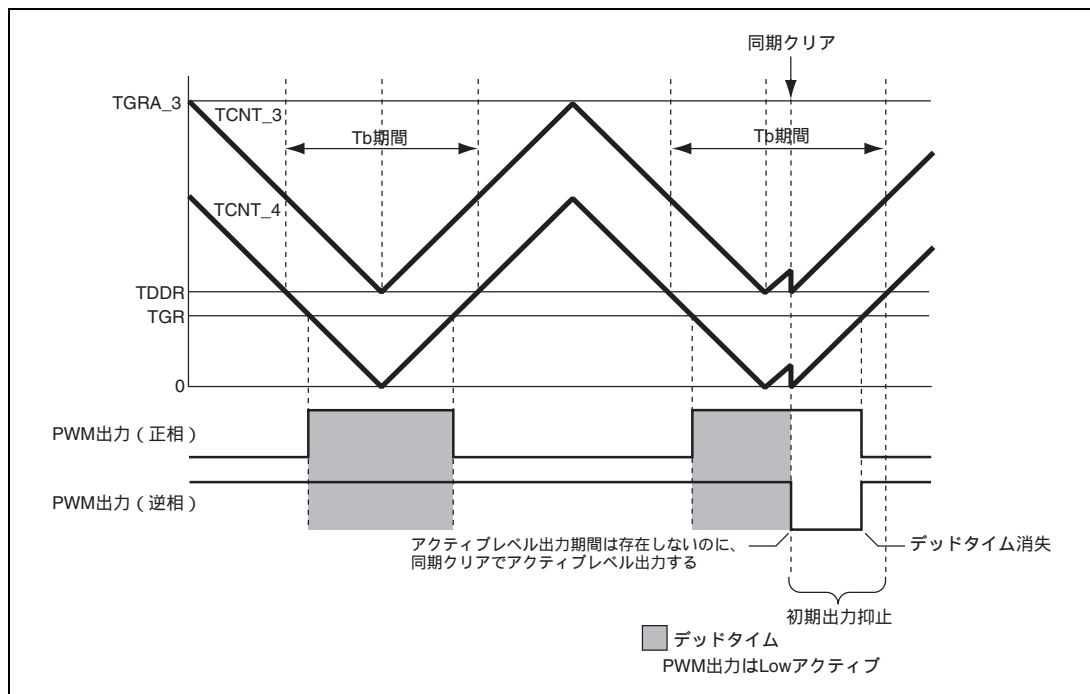 同期クリア
TGRA_3
TCNT_3
Tb期間
Tb期間
TCNT_4
TDDR
TGR
0
PWM出力（正相）
PWM出力（逆相）
アクティブレベル出力期間は存在しないのに、
同期クリアでアクティブレベル出力する
デッドタイム消失
初期出力抑止
デッドタイム
PWM出力はLowアクティブ